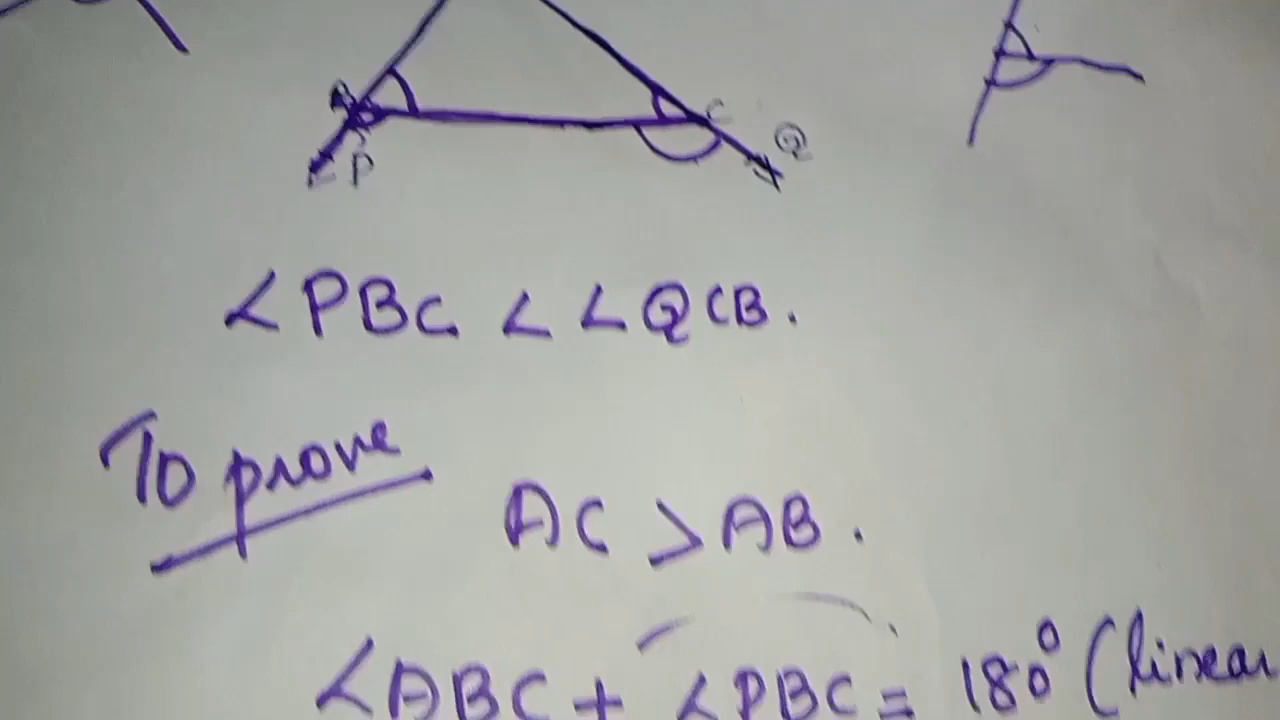 C
Q
P
∠PBC < ∠QCB.
To prove
AC > AB.
∠ABC + ∠PBC = 180° (linear